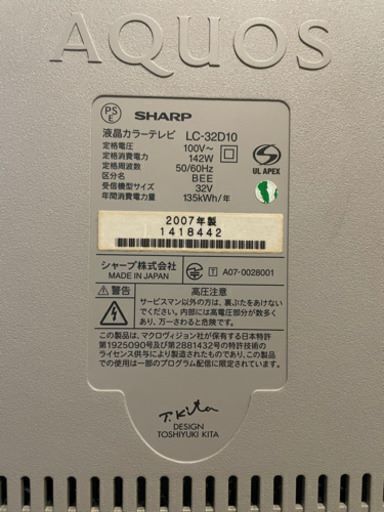 AQUOS
PS E SHARP
液晶カラーテレビ LC-32D10
定格電圧 100V～
定格消費電力 142W
定格周波数 50/60Hz
区分名 BEE
受信機型サイズ 32V
年間消費電力量 135kWh/年
UL APEX
2007年製
1418442
シャープ株式会社
MADE IN JAPAN
T A07-0028001
⚠注意 高圧注意
サービスマン以外の方は、裏ぶたをあけない
でください。内部には高電圧部分が数多く
あり、万一さわると危険です。
この製品は、マクロヴィジョン社が保有する日本特許
第1925090号及び第2881432号の特許技術の
ライセンス供与により製造されたものであり、この製品
での使用は一部のプログラム配信に限られています。
T. Kita
DESIGN
TOSHIYUKI KITA